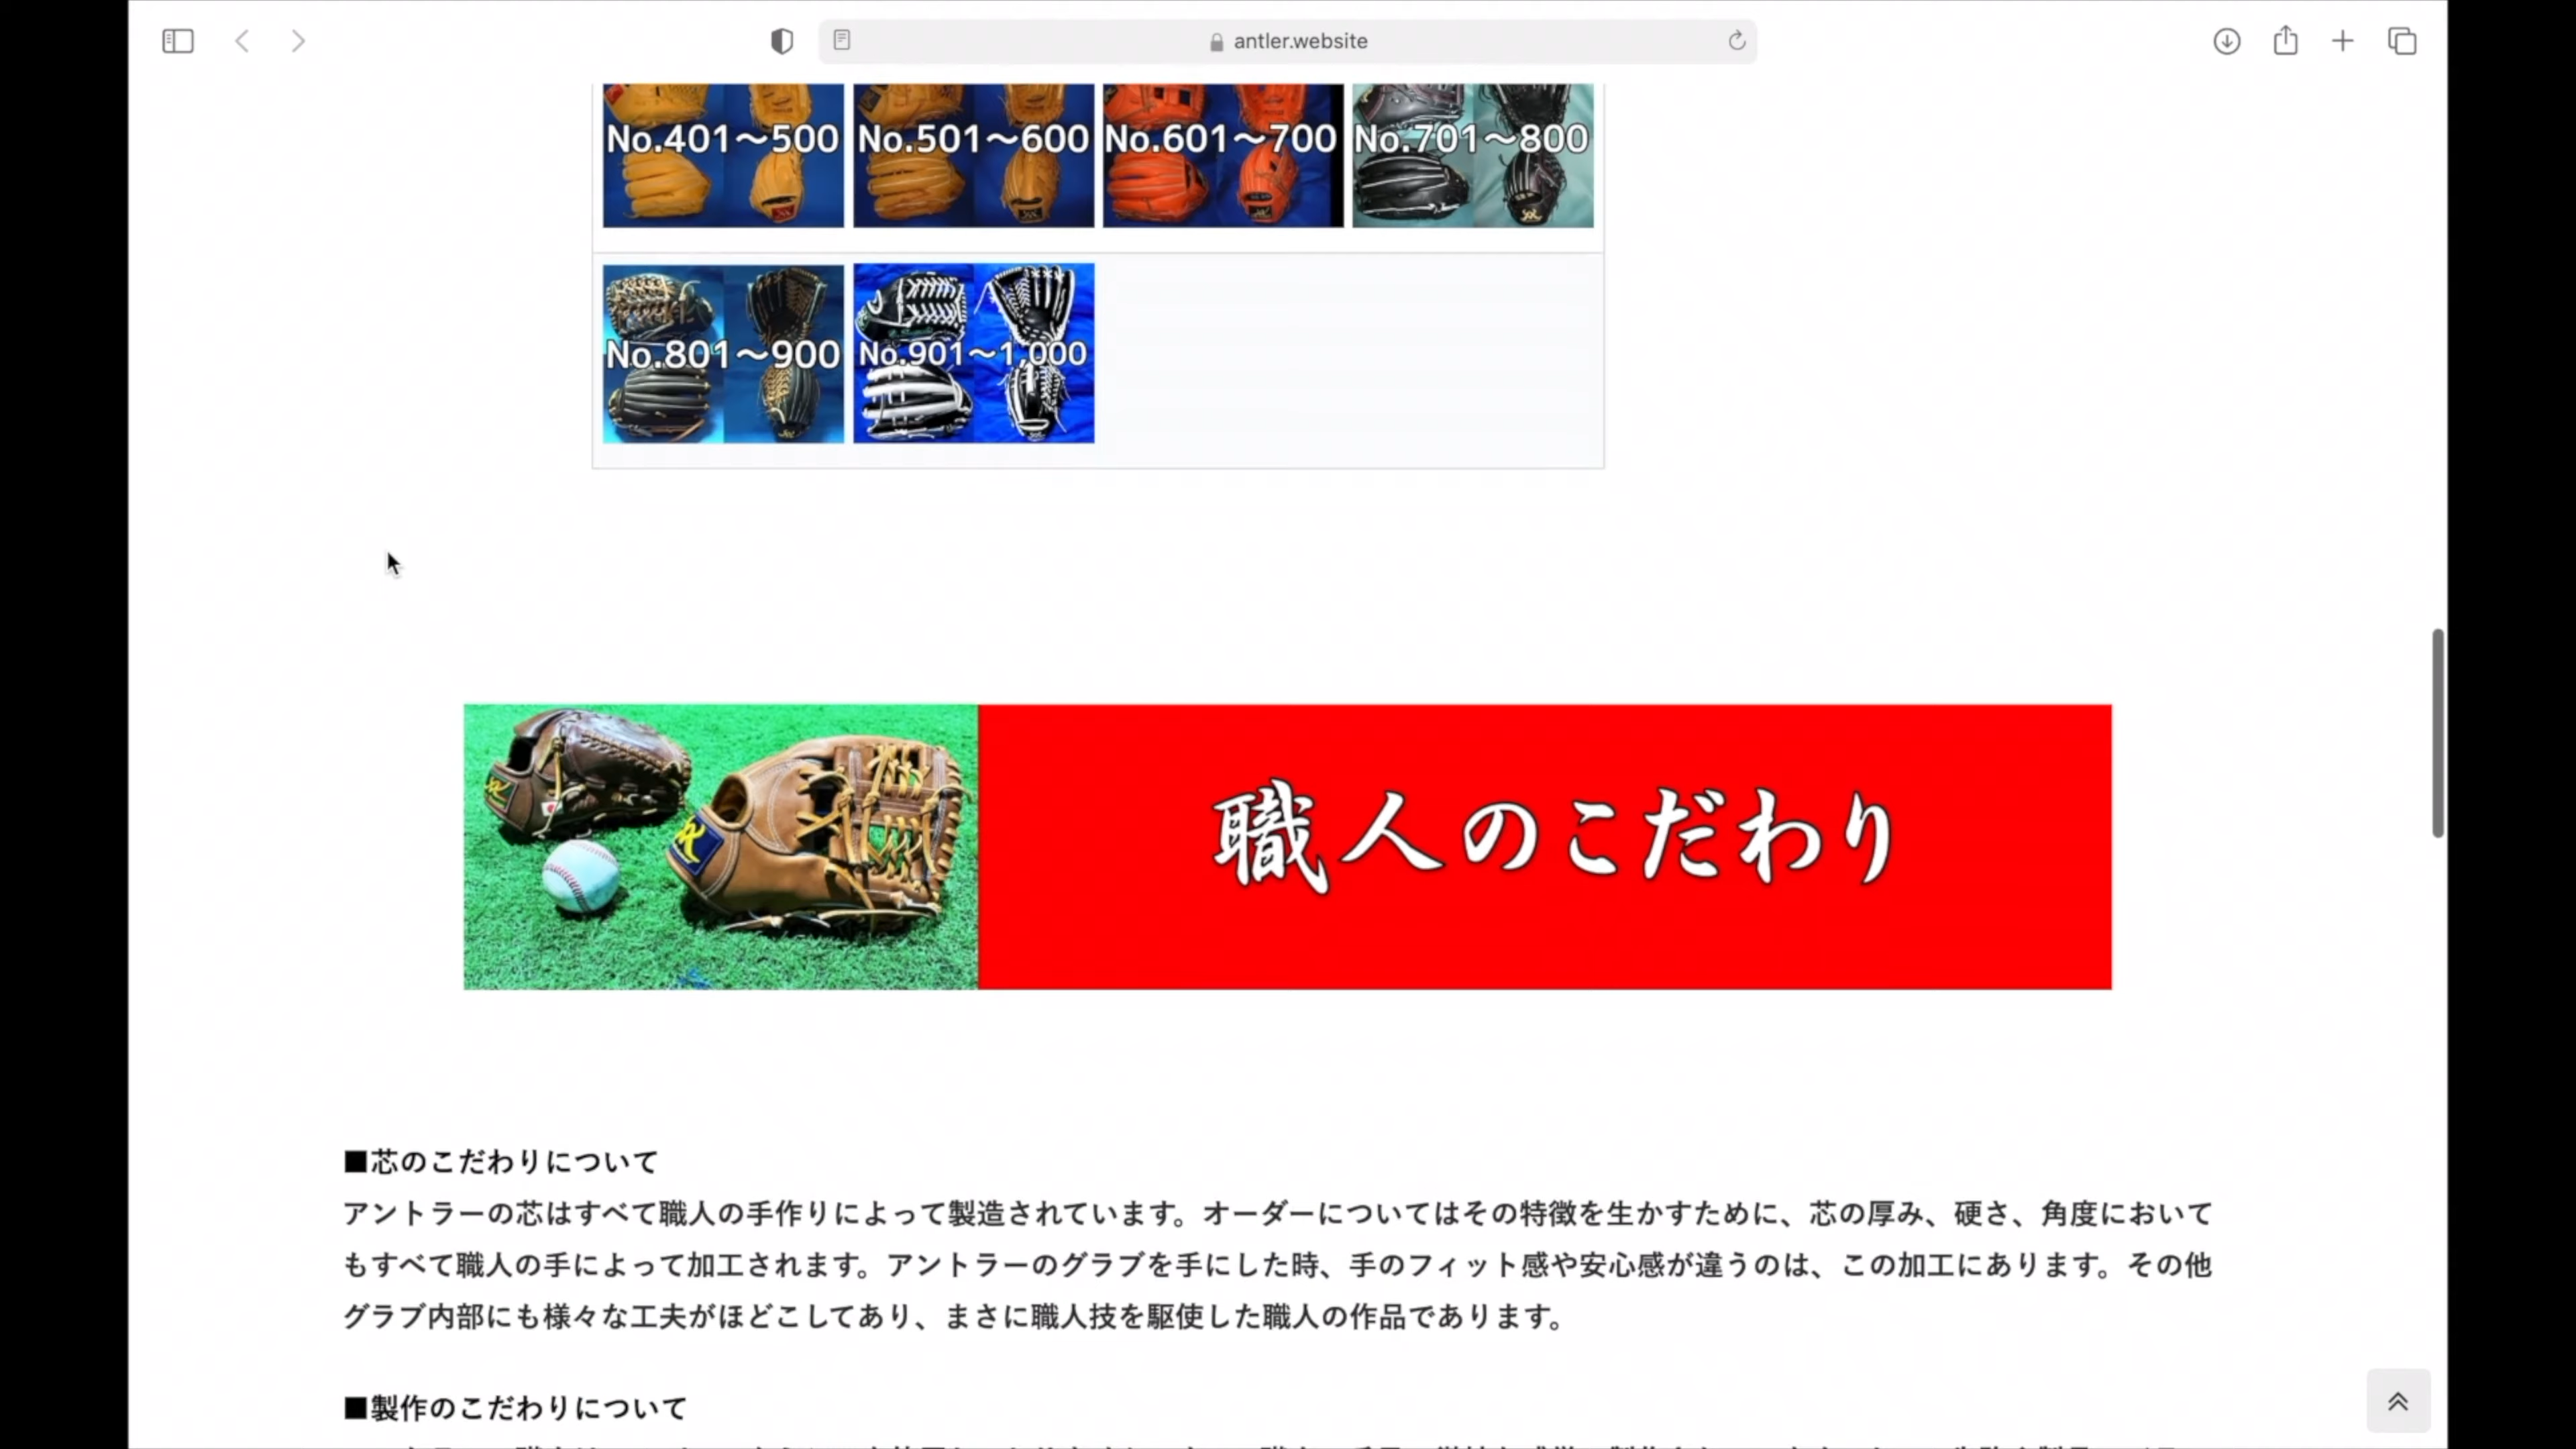 antler.website
No.401〜500 No.501〜600 No.601〜700 No.701〜800
No.801〜900 No.901〜1,000
職人のこだわり
■芯のこだわりについて
アントラーの芯はすべて職人の手作りによって製造されています。オーダーについてはその特徴を生かすために、芯の厚み、硬さ、角度において
もすべて職人の手によって加工されます。アントラーのグラブを手にした時、手のフィット感や安心感が違うのは、この加工にあります。その他
グラブ内部にも様々な工夫がほどこしてあり、まさに職人技を駆使した職人の作品であります。
■製作のこだわりについて